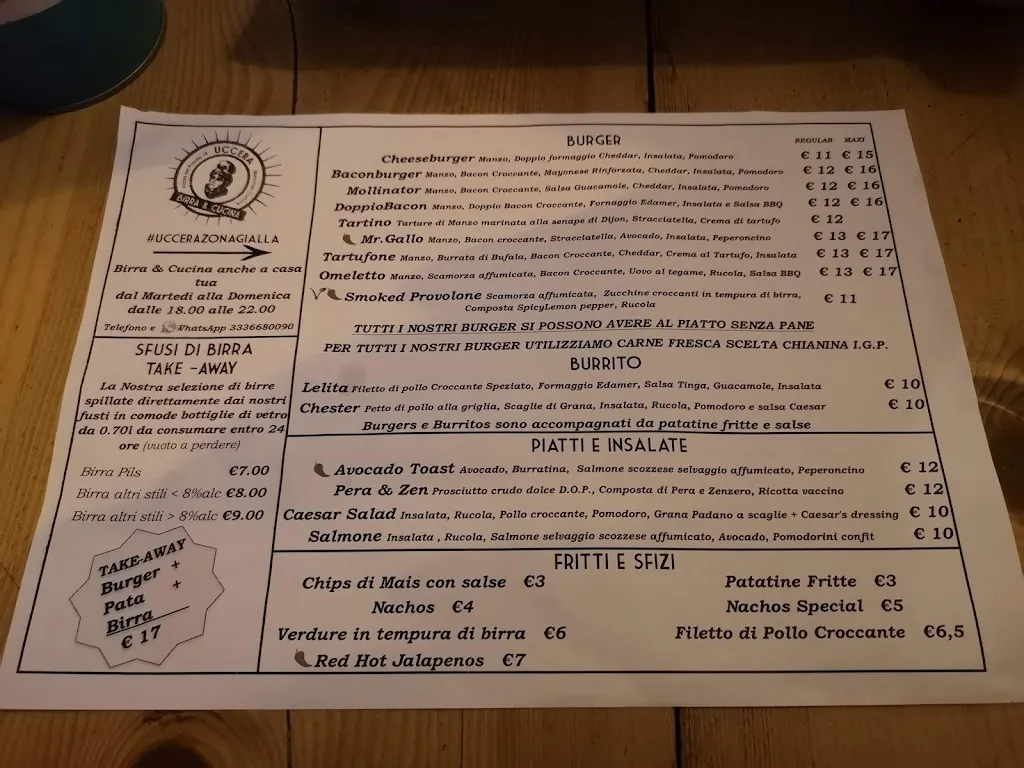 UCCERA
BIRRA & CUCINA
#UCCERAZONAGIALLA
Birra & Cucina anche a casa
tua
dal Martedi alla Domenica
dalle 18.00 alle 22.00
Telefono e WhatsApp 3336680090
SFUSI DI BIRRA
TAKE -AWAY
La Nostra selezione di birre
spillate direttamente dai nostri
fusti in comode bottiglie di vetro
da 0.70l da consumare entro 24
ore (vuoto a perdere)
Birra Pils €7.00
Birra altri stili < 8%alc €8.00
Birra altri stili > 8%alc €9.00
TAKE-AWAY
Burger +
Pata +
Birra
€ 17
BURGER REGULAR MAXI
Cheeseburger Manzo, Doppio formaggio Cheddar, Insalata, Pomodoro € 11 € 15
Baconburger Manzo, Bacon Croccante, Mayonese Rinforzata, Cheddar, Insalata, Pomodoro € 12 € 16
Mollinator Manzo, Bacon Croccante, Salsa Guacamole, Cheddar, Insalata, Pomodoro € 12 € 16
DoppioBacon Manzo, Doppio Bacon Croccante, Formaggio Edamer, Insalata e Salsa BBQ € 12 € 16
Tartino Tartare di Manzo marinata alla senape di Dijon, Stracciatella, Crema di tartufo € 12
Mr.Gallo Manzo, Bacon croccante, Stracciatella, Avocado, Insalata, Peperoncino € 13 € 17
Tartufone Manzo, Burrata di Bufala, Bacon Croccante, Cheddar, Crema al Tartufo, Insalata € 13 € 17
Omeletto Manzo, Scamorza affumicata, Bacon Croccante, Uovo al tegame, Rucola, Salsa BBQ € 13 € 17
V Smoked Provolone Scamorza affumicata, Zucchine croccanti in tempura di birra, € 11
Composta SpicyLemon pepper, Rucola
TUTTI I NOSTRI BURGER SI POSSONO AVERE AL PIATTO SENZA PANE
PER TUTTI I NOSTRI BURGER UTILIZZIAMO CARNE FRESCA SCELTA CHIANINA I.G.P.
BURRITO
Lelita Filetto di pollo Croccante Speziato, Formaggio Edamer, Salsa Tinga, Guacamole, Insalata € 10
Chester Petto di pollo alla griglia, Scaglie di Grana, Insalata, Rucola, Pomodoro e salsa Caesar € 10
Burgers e Burritos sono accompagnati da patatine fritte e salse
PIATTI E INSALATE
Avocado Toast Avocado, Burratina, Salmone scozzese selvaggio affumicato, Peperoncino € 12
Pera & Zen Prosciutto crudo dolce D.O.P., Composta di Pera e Zenzero, Ricotta vaccino € 12
Caesar Salad Insalata, Rucola, Pollo croccante, Pomodoro, Grana Padano a scaglie + Caesar's dressing € 10
Salmone Insalata , Rucola, Salmone selvaggio scozzese affumicato, Avocado, Pomodorini confit € 10
FRITTI E SFIZI
Chips di Mais con salse €3 Patatine Fritte €3
Nachos €4 Nachos Special €5
Verdure in tempura di birra €6 Filetto di Pollo Croccante €6,5
Red Hot Jalapenos €7